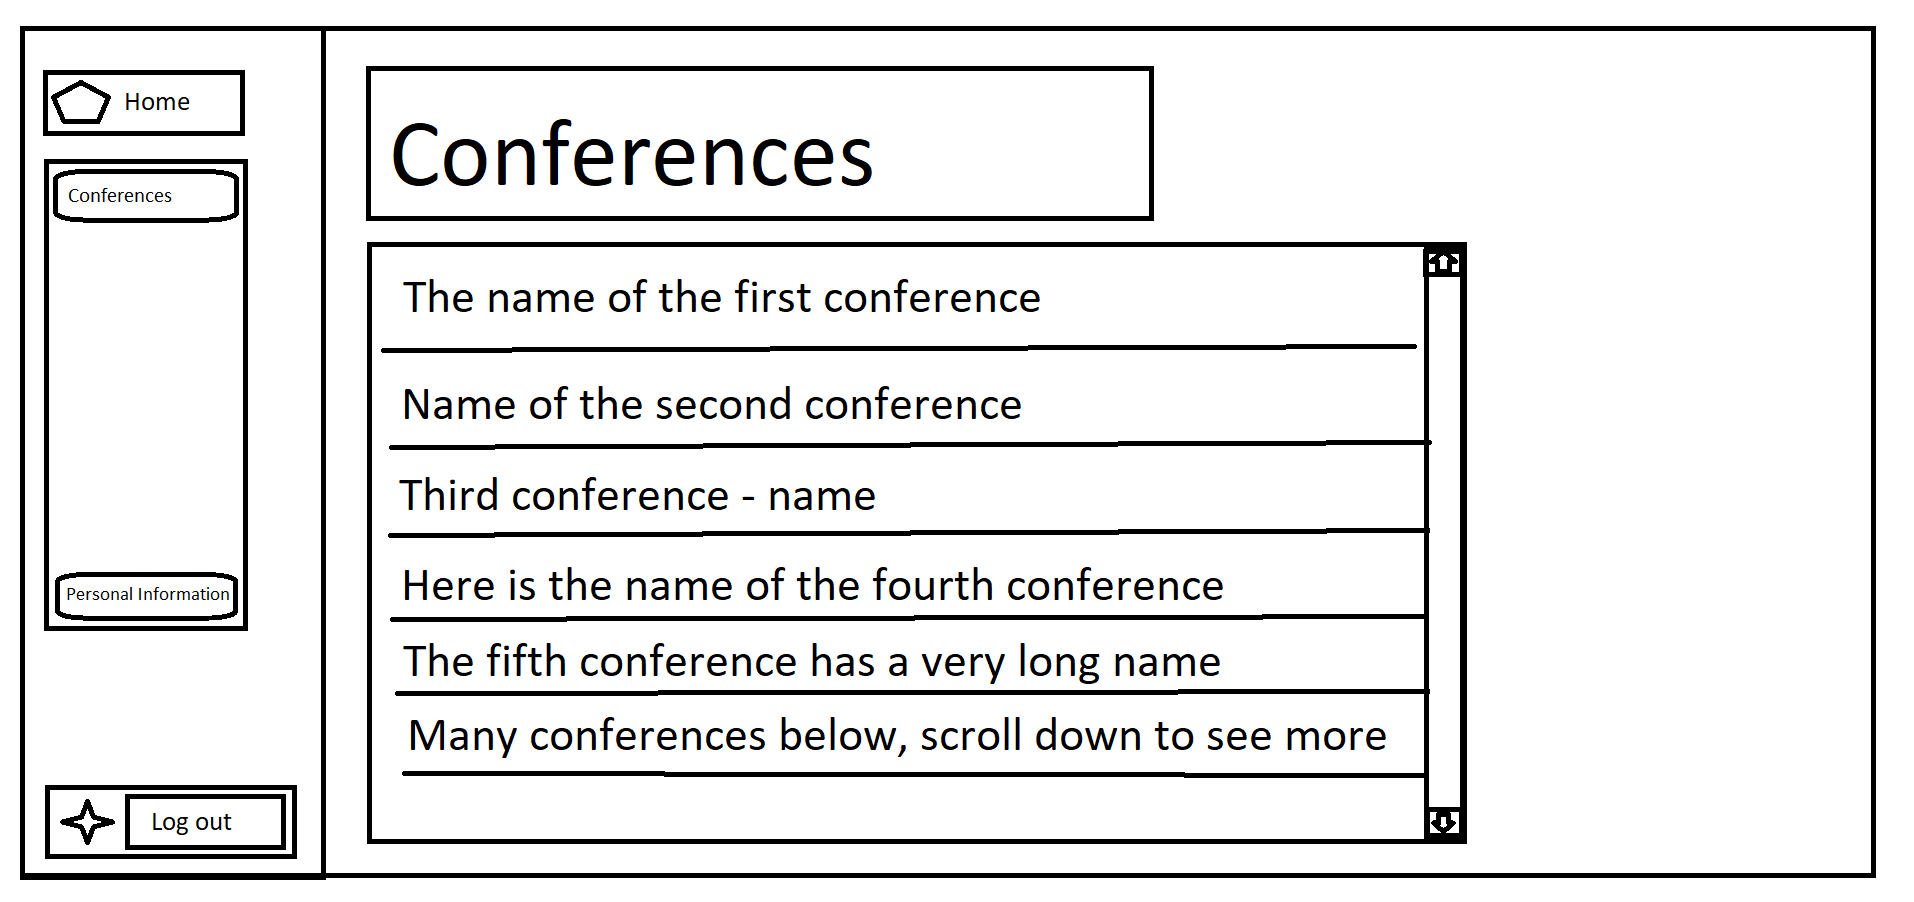 Home
Conferences
Personal Information
Log out
Conferences
The name of the first conference
Name of the second conference
Third conference - name
Here is the name of the fourth conference
The fifth conference has a very long name
Many conferences below, scroll down to see more